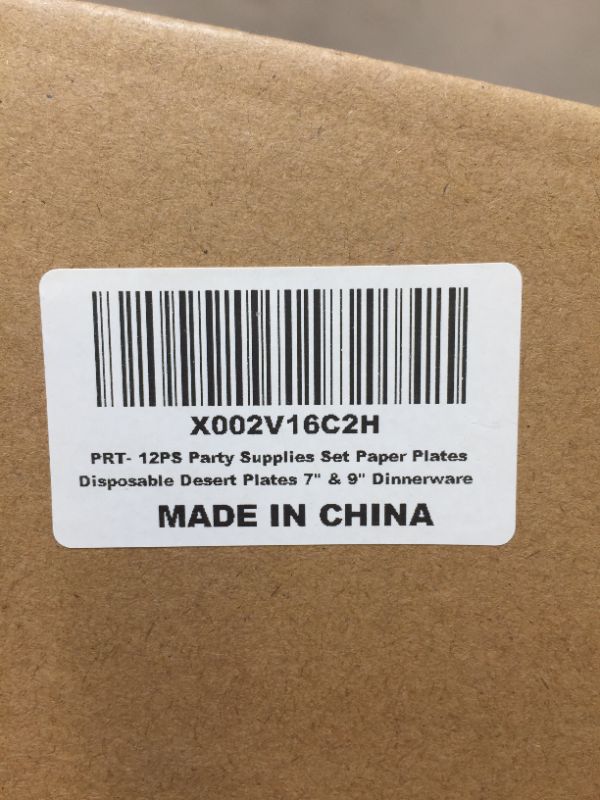 X002V16C2H
PRT- 12PS Party Supplies Set Paper Plates
Disposable Desert Plates 7" & 9" Dinnerware
MADE IN CHINA